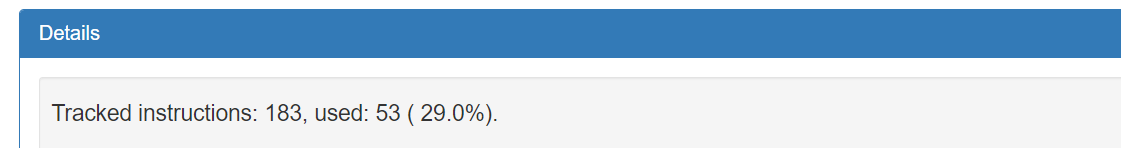 Details
Tracked instructions: 183, used: 53 ( 29.0%).